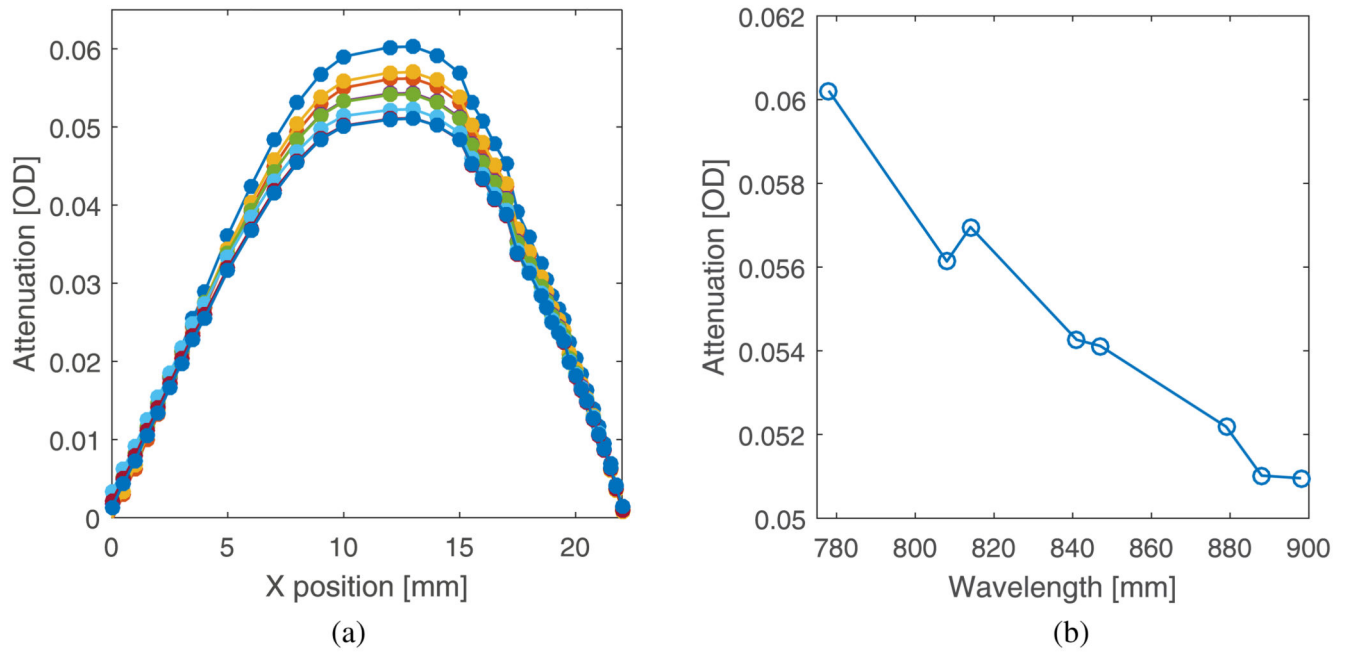 0.06
0.05
0.04
0.03
0.02
0.01
0
Attenuation [OD]
0 5 10 15 20
X position [mm]
(a)
0.062
0.06
0.058
0.056
0.054
0.052
0.05
Attenuation [OD]
780 800 820 840 860 880 900
Wavelength [mm]
(b)